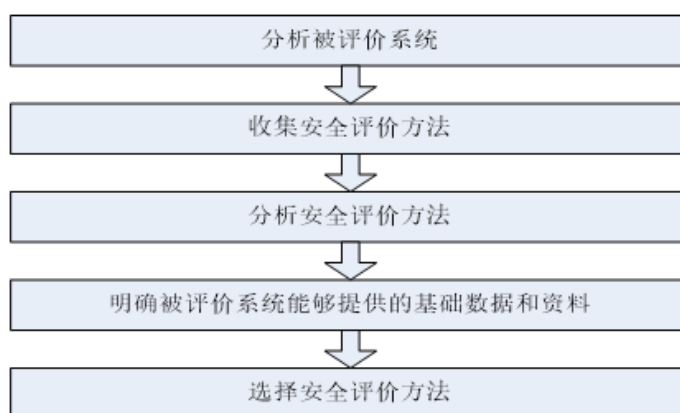 分析被评价系统
收集安全评价方法
分析安全评价方法
明确被评价系统能够提供的基础数据和资料
选择安全评价方法